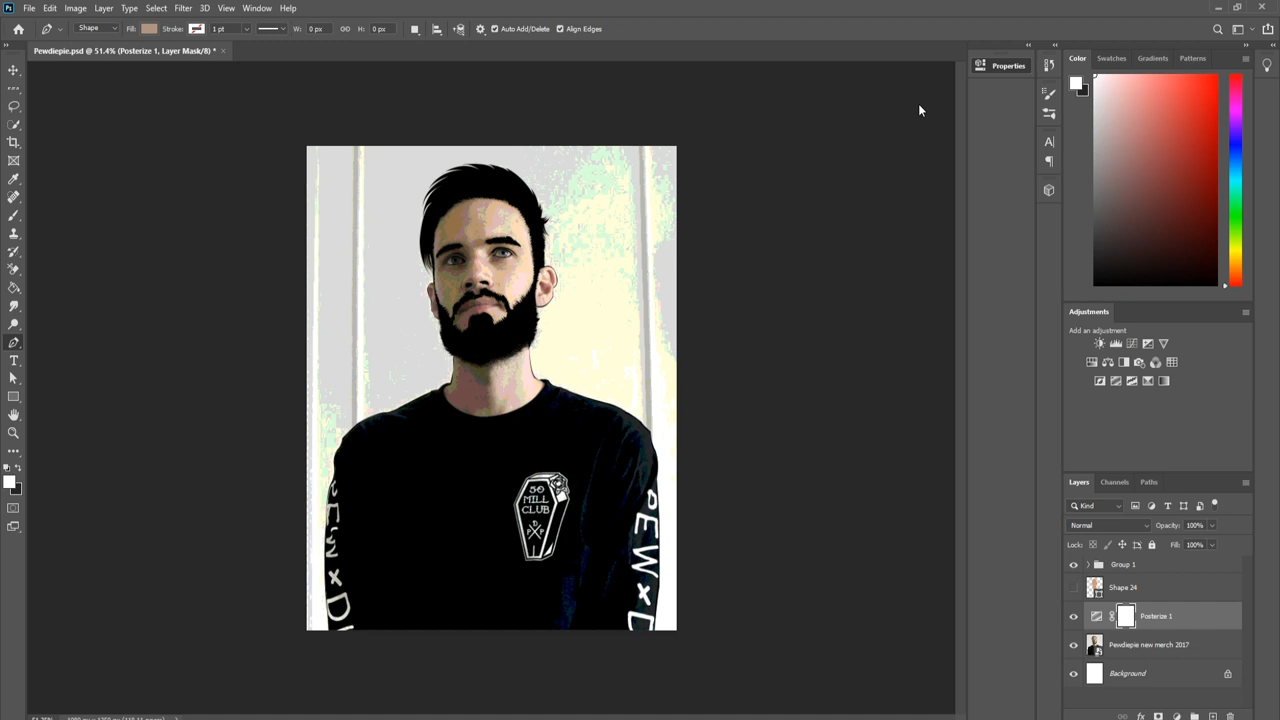 Ps File Edit Image Layer Type Select Filter 3D View Window Help
Shape Fill: Stroke: 1 pt W: 0 px H: 0 px Auto Add/Delete Align Edges
Pewdiepie.psd @ 51.4% (Posterize 1, Layer Mask/8) * ×
Properties
Color Swatches Gradients Patterns
Adjustments
Add an adjustment
Layers Channels Paths
Kind
Normal Opacity: 100%
Lock: Fill: 100%
Group 1
Shape 24
Posterize 1
Pewdiepie new merch 2017
Background
50
MILL
CLUB
P D P
PEW × D
PEW × D